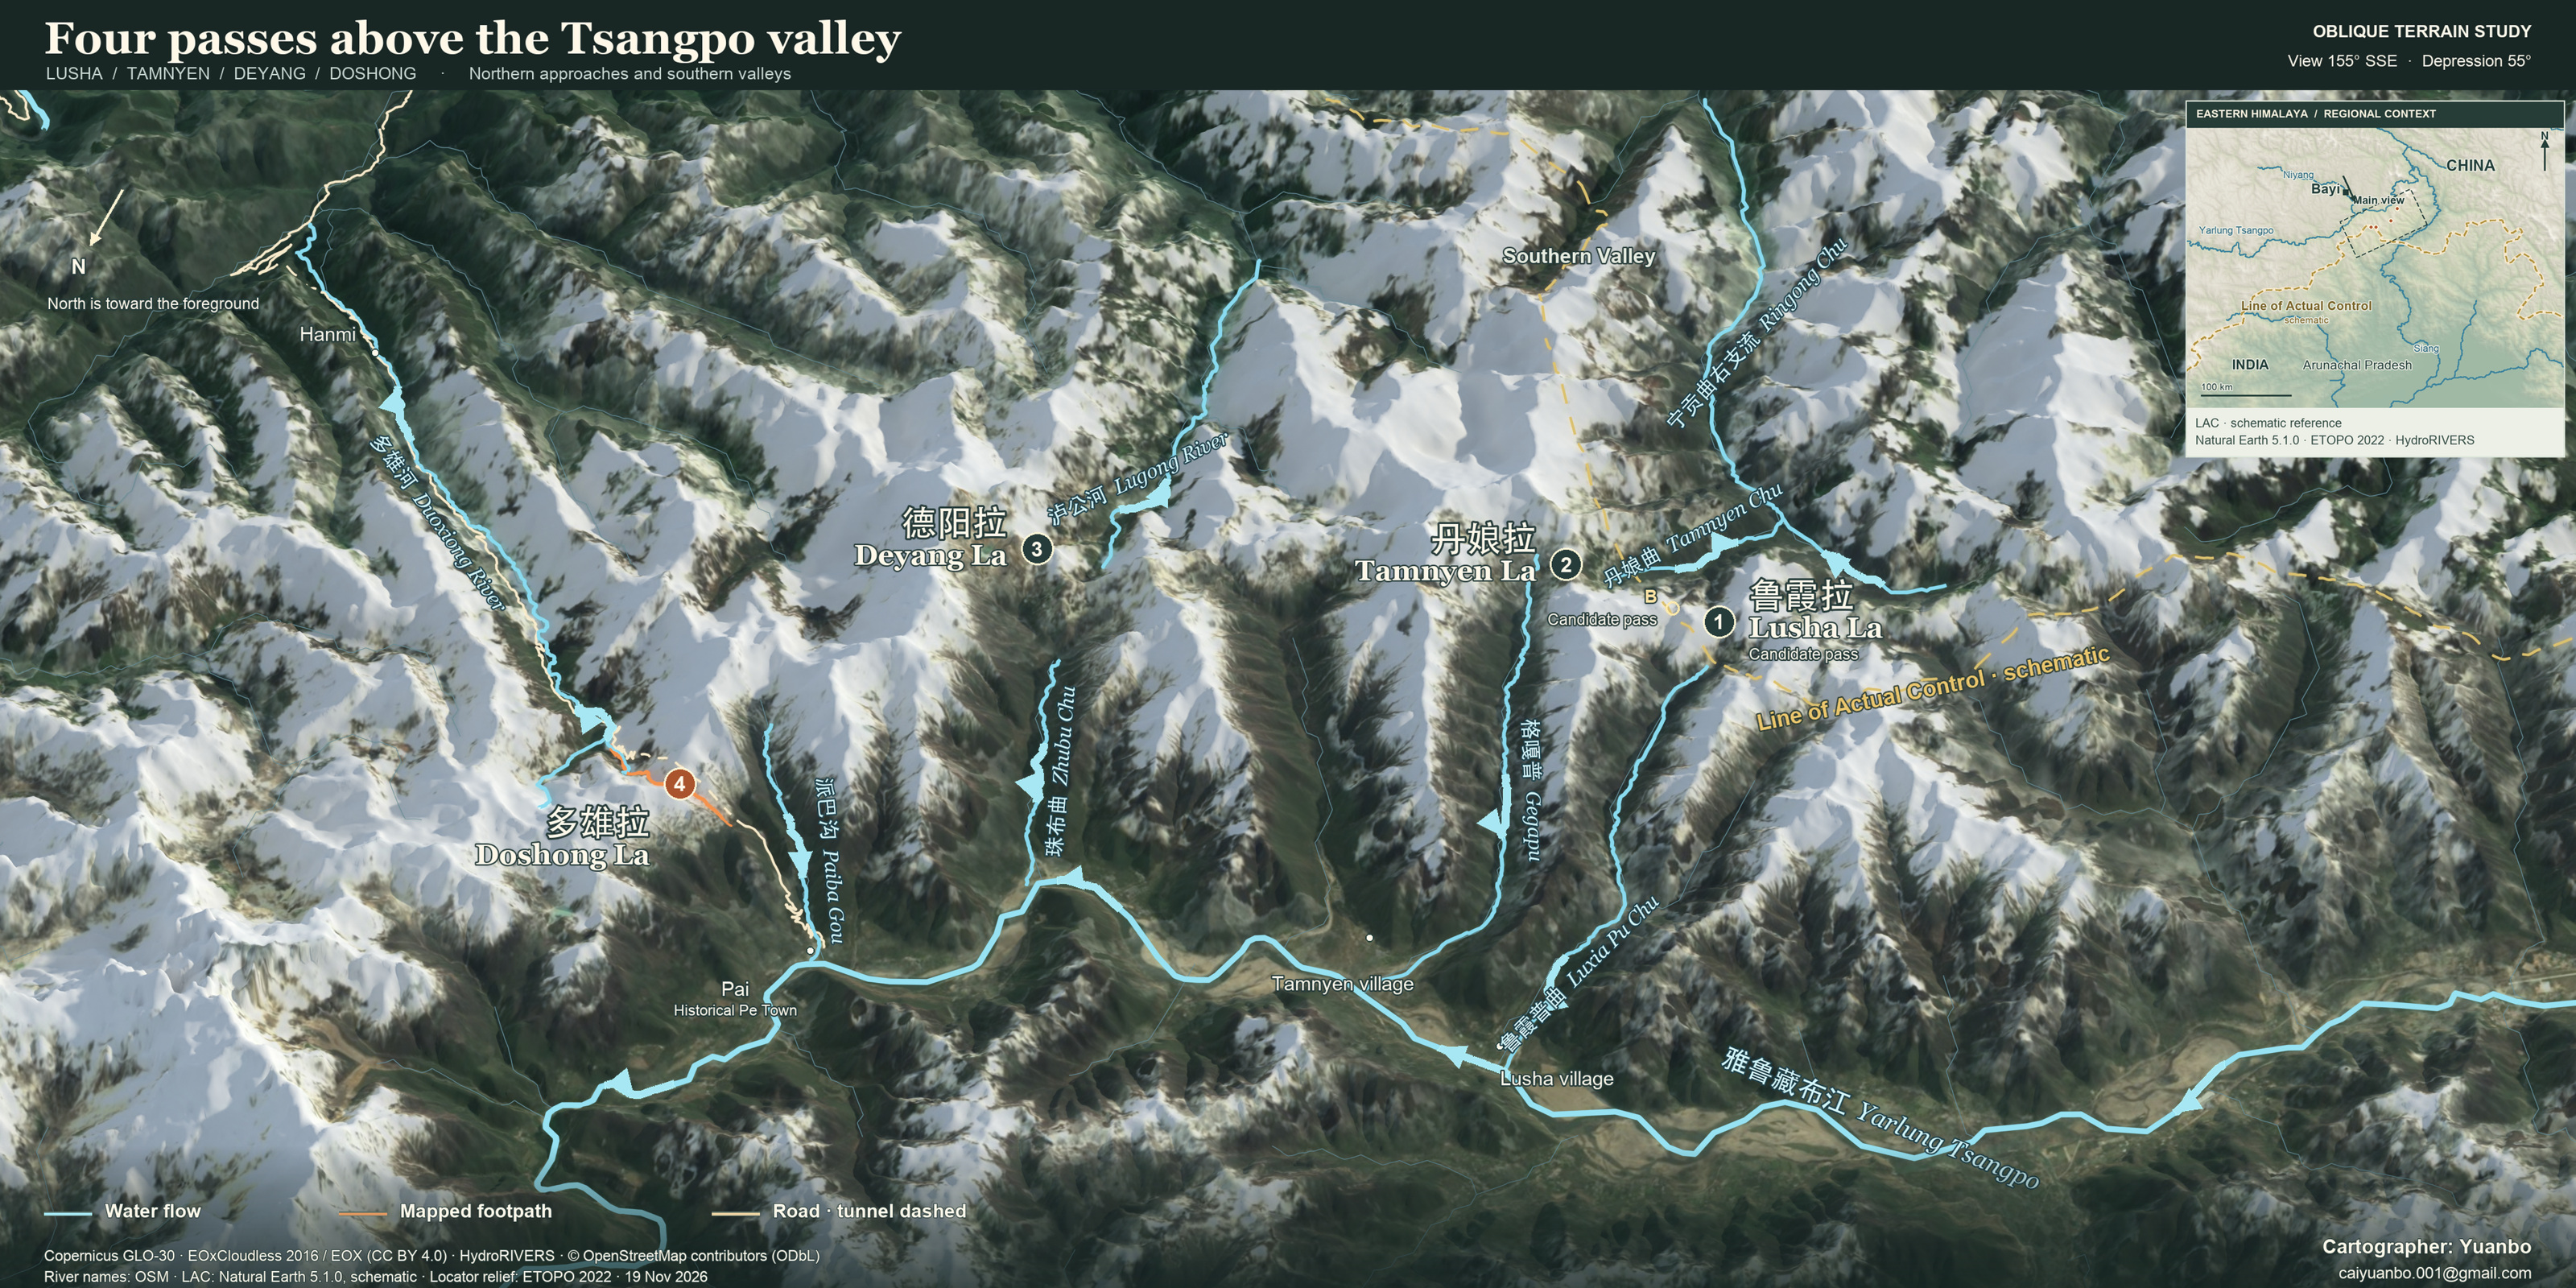 Four passes above the Tsangpo valley
LUSHA / TAMNYEN / DEYANG / DOSHONG · Northern approaches and southern valleys
OBLIQUE TERRAIN STUDY
View 155° SSE · Depression 55°
EASTERN HIMALAYA / REGIONAL CONTEXT
N
CHINA
Niyang
Bayi
Main view
Yarlung Tsangpo
Line of Actual Control
schematic
Siang
INDIA
Arunachal Pradesh
100 km
LAC · schematic reference
Natural Earth 5.1.0 · ETOPO 2022 · HydroRIVERS
N
North is toward the foreground
Hanmi
Southern Valley
宁贡曲右支流 Ringong Chu
多雄河 Duoxiong River
泸公河 Lugong River
德阳拉
Deyang La
3
丹娘拉
Tamnyen La
2
丹娘曲 Tamnyen Chu
B
Candidate pass
1
鲁霞拉
Lusha La
Candidate pass
Line of Actual Control · schematic
4
多雄拉
Doshong La
派巴沟 Paiba Gou
珠布曲 Zhubu Chu
格嘎普 Gegapu
鲁霞普曲 Luxia Pu Chu
Pai
Historical Pe Town
Tamnyen village
Lusha village
雅鲁藏布江 Yarlung Tsangpo
Water flow
Mapped footpath
Road · tunnel dashed
Copernicus GLO-30 · EOxCloudless 2016 / EOX (CC BY 4.0) · HydroRIVERS · © OpenStreetMap contributors (ODbL)
River names: OSM · LAC: Natural Earth 5.1.0, schematic · Locator relief: ETOPO 2022 · 19 Nov 2026
Cartographer: Yuanbo
caiyuanbo.001@gmail.com